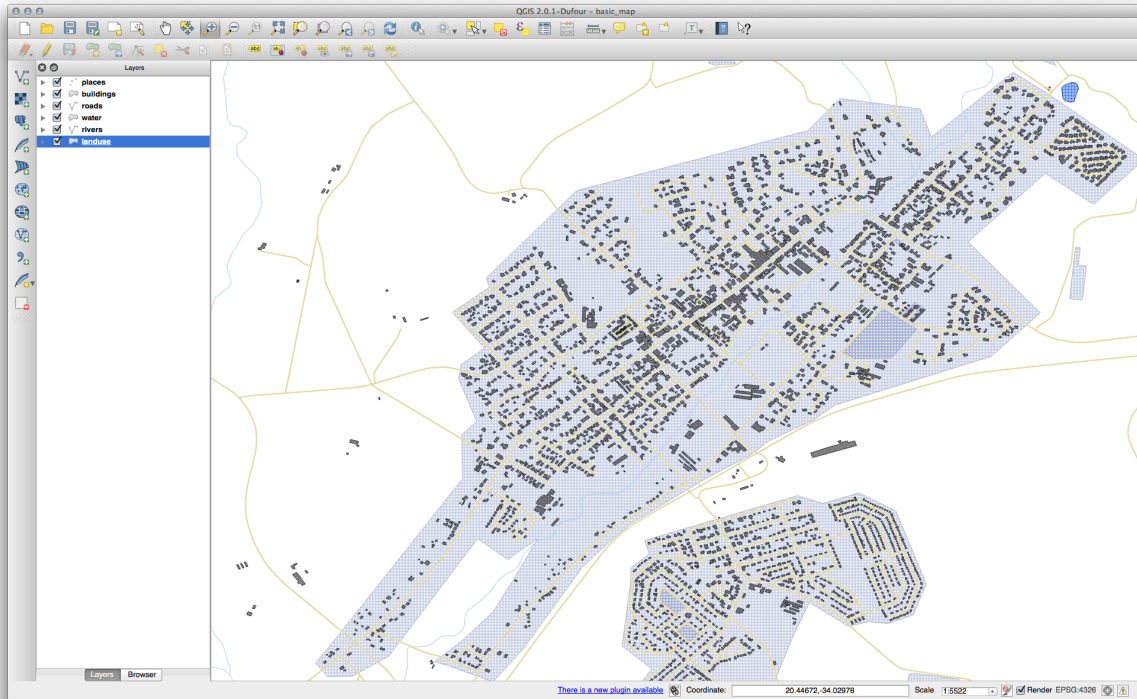 QGIS 2.0.1-Dufour - basic_map
Layers
places
buildings
roads
water
rivers
landuse
Layers Browser
There is a new plugin available Coordinate: 20.44672,-34.02978 Scale 1:5522 Render EPSG:4326